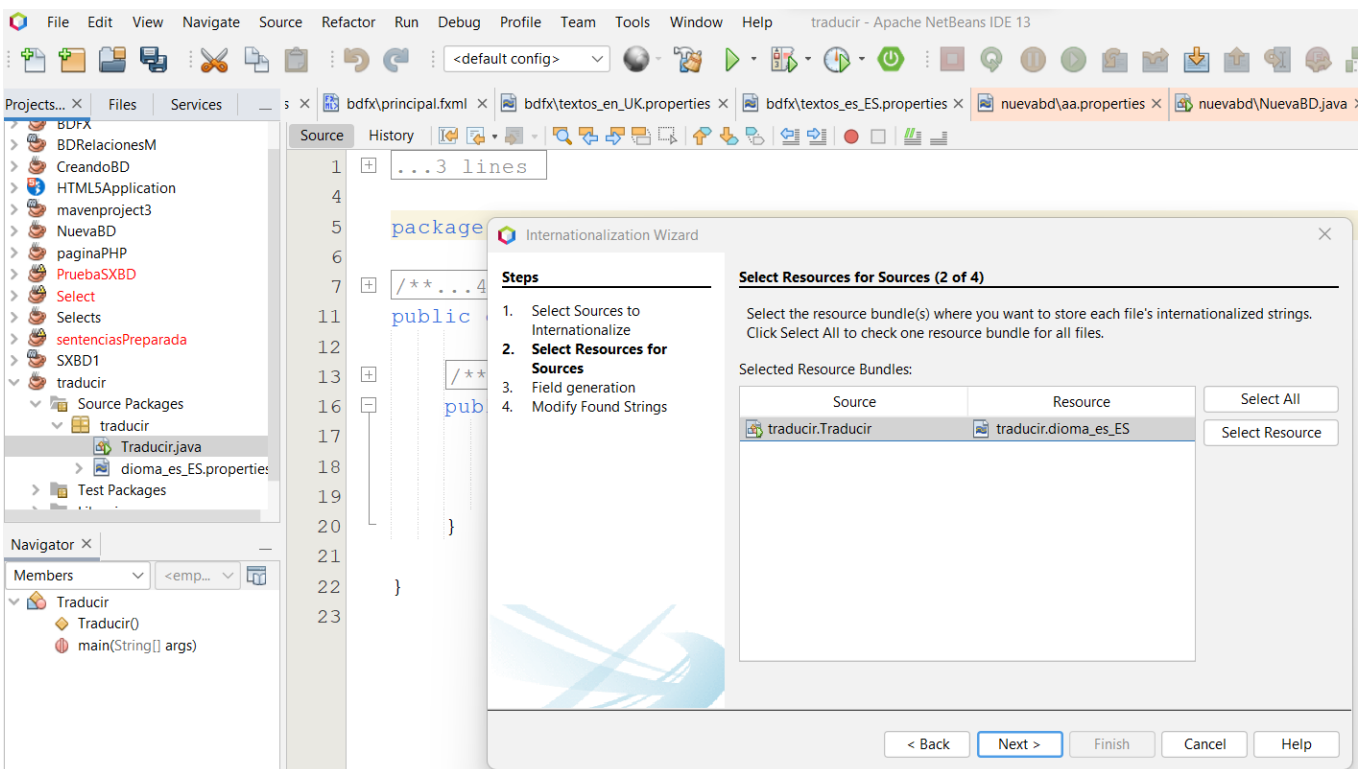 File Edit View Navigate Source Refactor Run Debug Profile Team Tools Window Help traducir - Apache NetBeans IDE 13
<default config>
Projects... Files Services
s bdfx\principal.fxml bdfx\textos_en_UK.properties bdfx\textos_es_ES.properties nuevabd\aa.properties nuevabd\NuevaBD.java
BDFX
BDRelacionesM
CreandoBD
HTML5Application
mavenproject3
NuevaBD
paginaPHP
PruebaSXBD
Select
Selects
sentenciasPreparada
SXBD1
traducir
Source Packages
traducir
Traducir.java
dioma_es_ES.properties
Test Packages
Navigator
Members <emp...
Traducir
Traducir()
main(String[] args)
Source History
1 ...3 lines
4
5 package
6
7 /**...4
11 public
12
13 /**
16 pub
17
18
19
20 }
21
22 }
23
Internationalization Wizard
Steps
1. Select Sources to
Internationalize
2. Select Resources for
Sources
3. Field generation
4. Modify Found Strings
Select Resources for Sources (2 of 4)
Select the resource bundle(s) where you want to store each file's internationalized strings.
Click Select All to check one resource bundle for all files.
Selected Resource Bundles:
Source Resource
traducir.Traducir traducir.dioma_es_ES
Select All
Select Resource
< Back Next > Finish Cancel Help